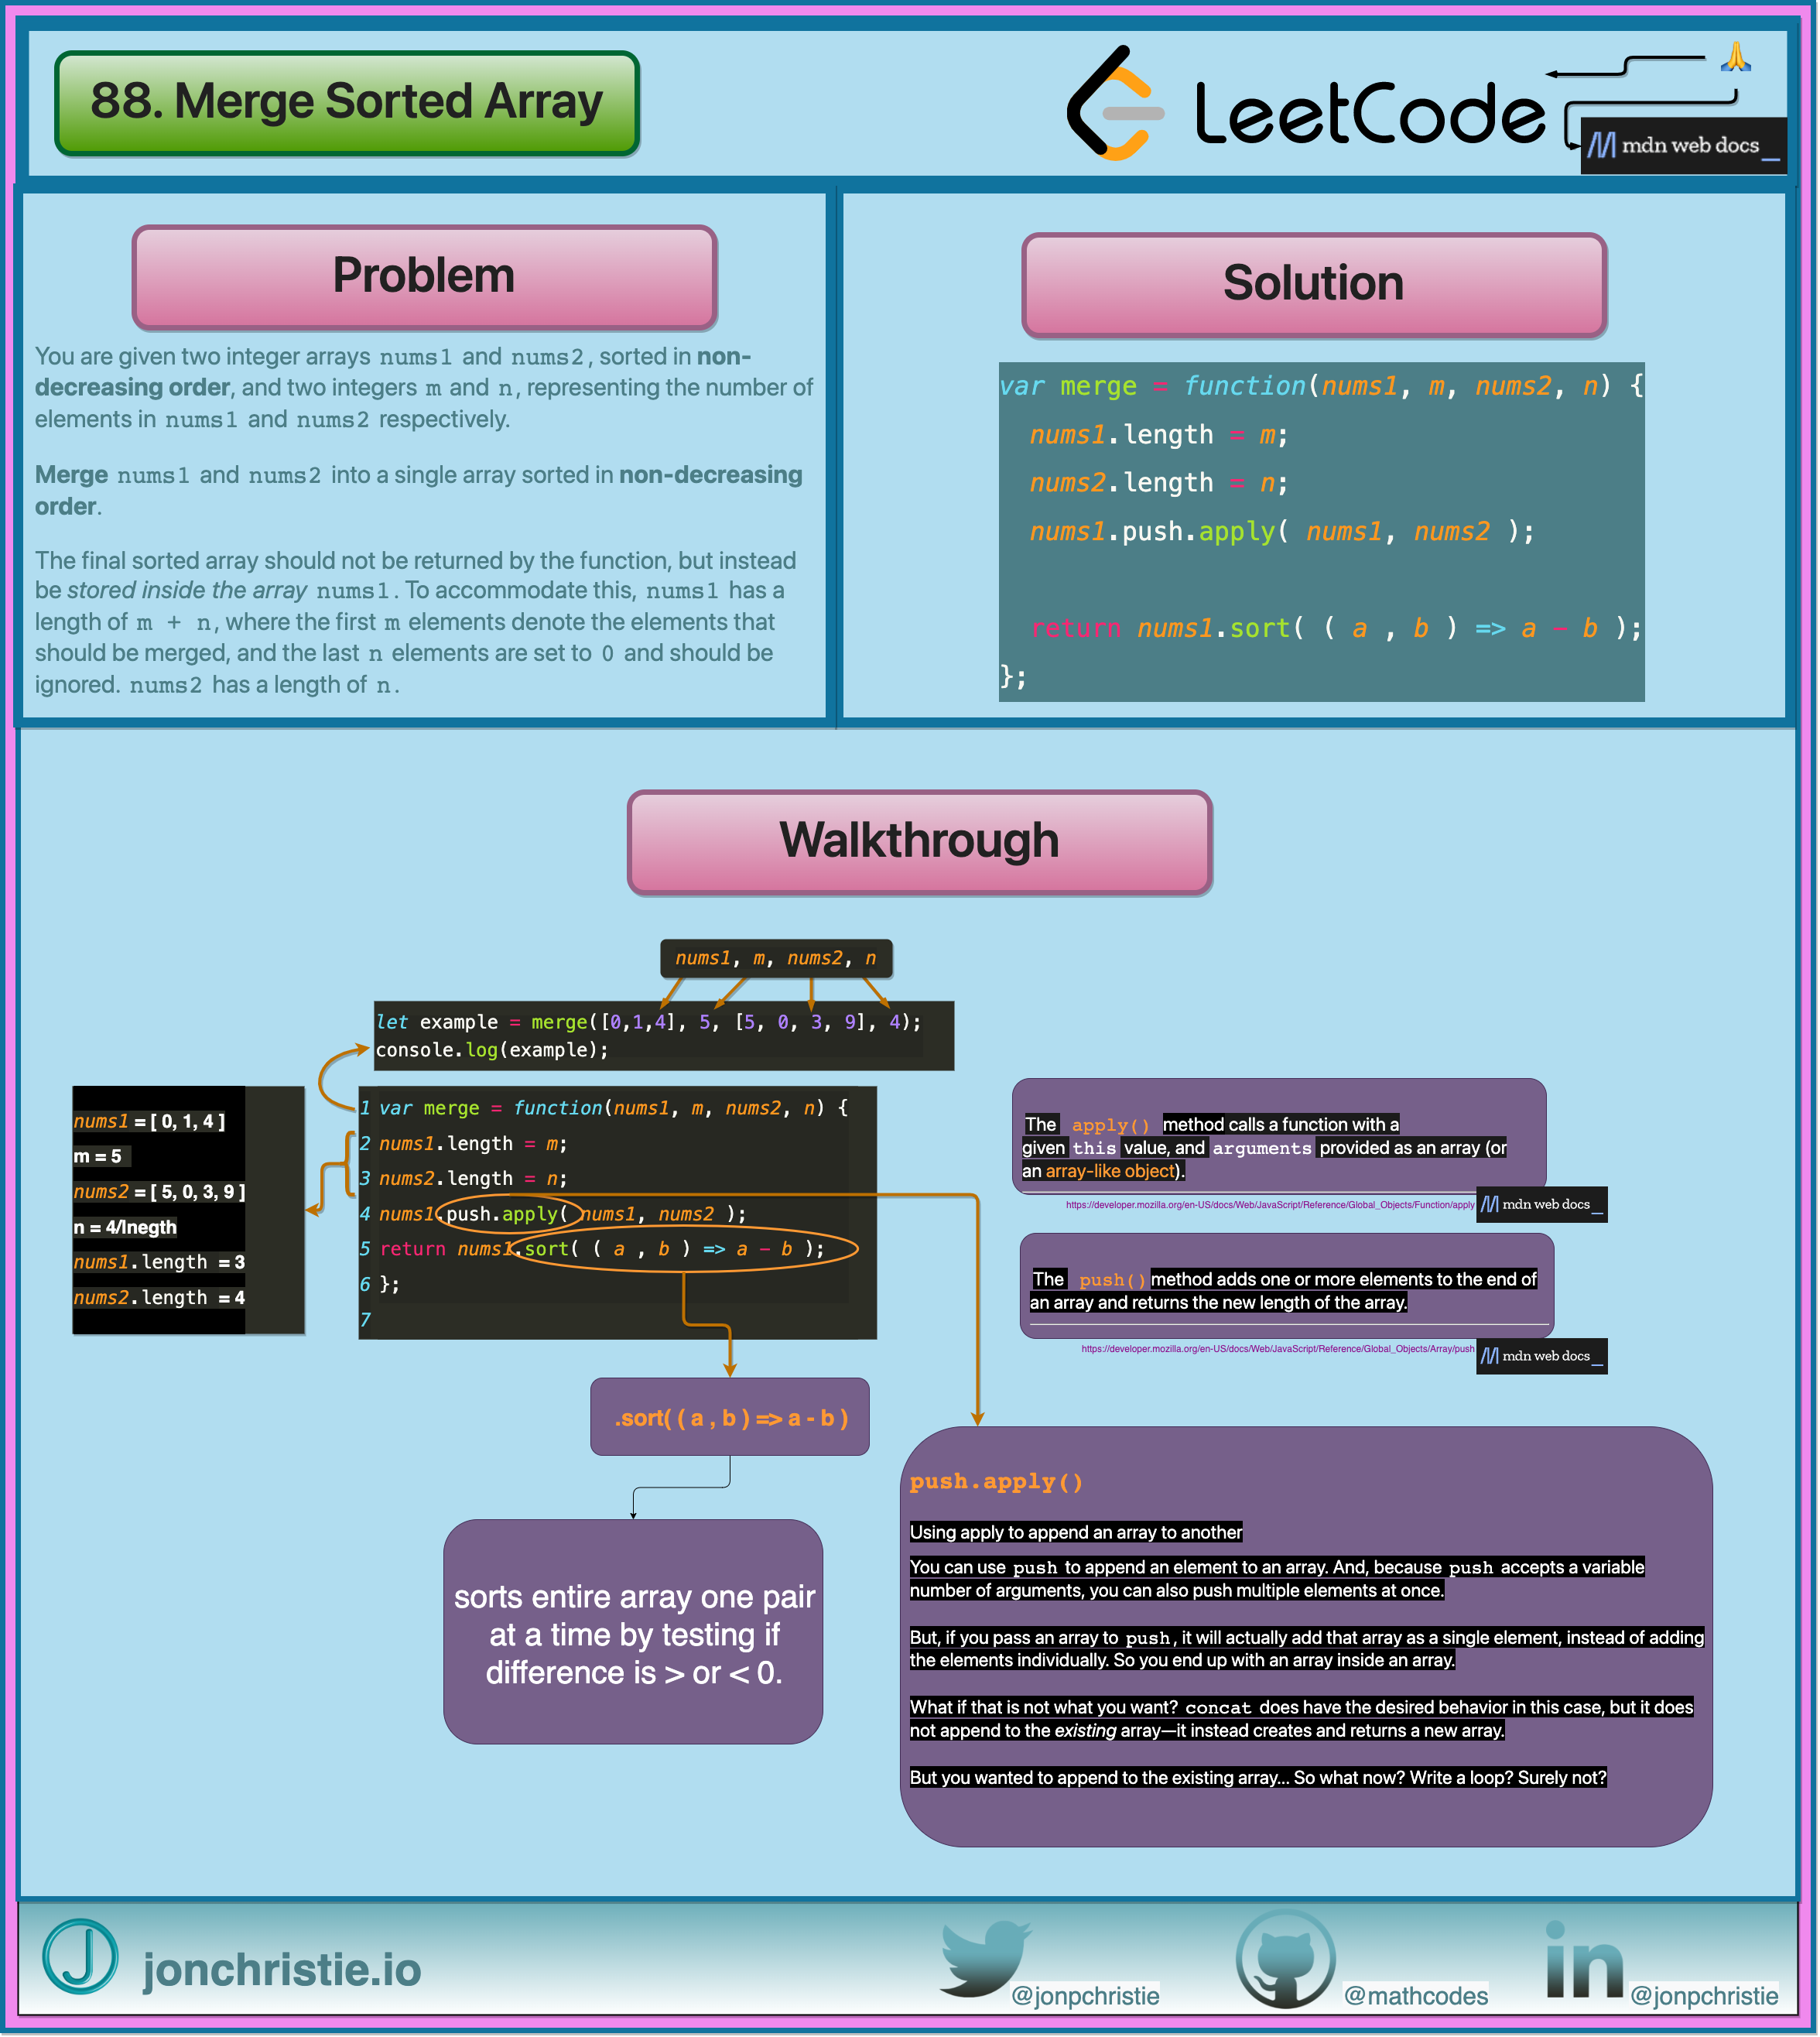 88. Merge Sorted Array
LeetCode
🙏
mdn web docs_
Problem
You are given two integer arrays nums1 and nums2, sorted in non-
decreasing order, and two integers m and n, representing the number of
elements in nums1 and nums2 respectively.
Merge nums1 and nums2 into a single array sorted in non-decreasing
order.
The final sorted array should not be returned by the function, but instead
be stored inside the array nums1. To accommodate this, nums1 has a
length of m + n, where the first m elements denote the elements that
should be merged, and the last n elements are set to 0 and should be
ignored. nums2 has a length of n.
Solution
var merge = function(nums1, m, nums2, n) {
nums1.length = m;
nums2.length = n;
nums1.push.apply( nums1, nums2 );
return nums1.sort( ( a , b ) => a - b );
};
Walkthrough
nums1, m, nums2, n
let example = merge([0,1,4], 5, [5, 0, 3, 9], 4);
console.log(example);
nums1 = [ 0, 1, 4 ]
m = 5
nums2 = [ 5, 0, 3, 9 ]
n = 4/lnegth
nums1.length = 3
nums2.length = 4
1 var merge = function(nums1, m, nums2, n) {
2 nums1.length = m;
3 nums2.length = n;
4 nums1.push.apply( nums1, nums2 );
5 return nums1.sort( ( a , b ) => a - b );
6 };
7
The apply() method calls a function with a
given this value, and arguments provided as an array (or
an array-like object).
https://developer.mozilla.org/en-US/docs/Web/JavaScript/Reference/Global_Objects/Function/apply
mdn web docs_
The push() method adds one or more elements to the end of
an array and returns the new length of the array.
https://developer.mozilla.org/en-US/docs/Web/JavaScript/Reference/Global_Objects/Array/push
mdn web docs_
.sort( ( a , b ) => a - b )
sorts entire array one pair
at a time by testing if
difference is > or < 0.
push.apply()
Using apply to append an array to another
You can use push to append an element to an array. And, because push accepts a variable
number of arguments, you can also push multiple elements at once.
But, if you pass an array to push, it will actually add that array as a single element, instead of adding
the elements individually. So you end up with an array inside an array.
What if that is not what you want? concat does have the desired behavior in this case, but it does
not append to the existing array—it instead creates and returns a new array.
But you wanted to append to the existing array... So what now? Write a loop? Surely not?
J
jonchristie.io
@jonpchristie
@mathcodes
in
@jonpchristie